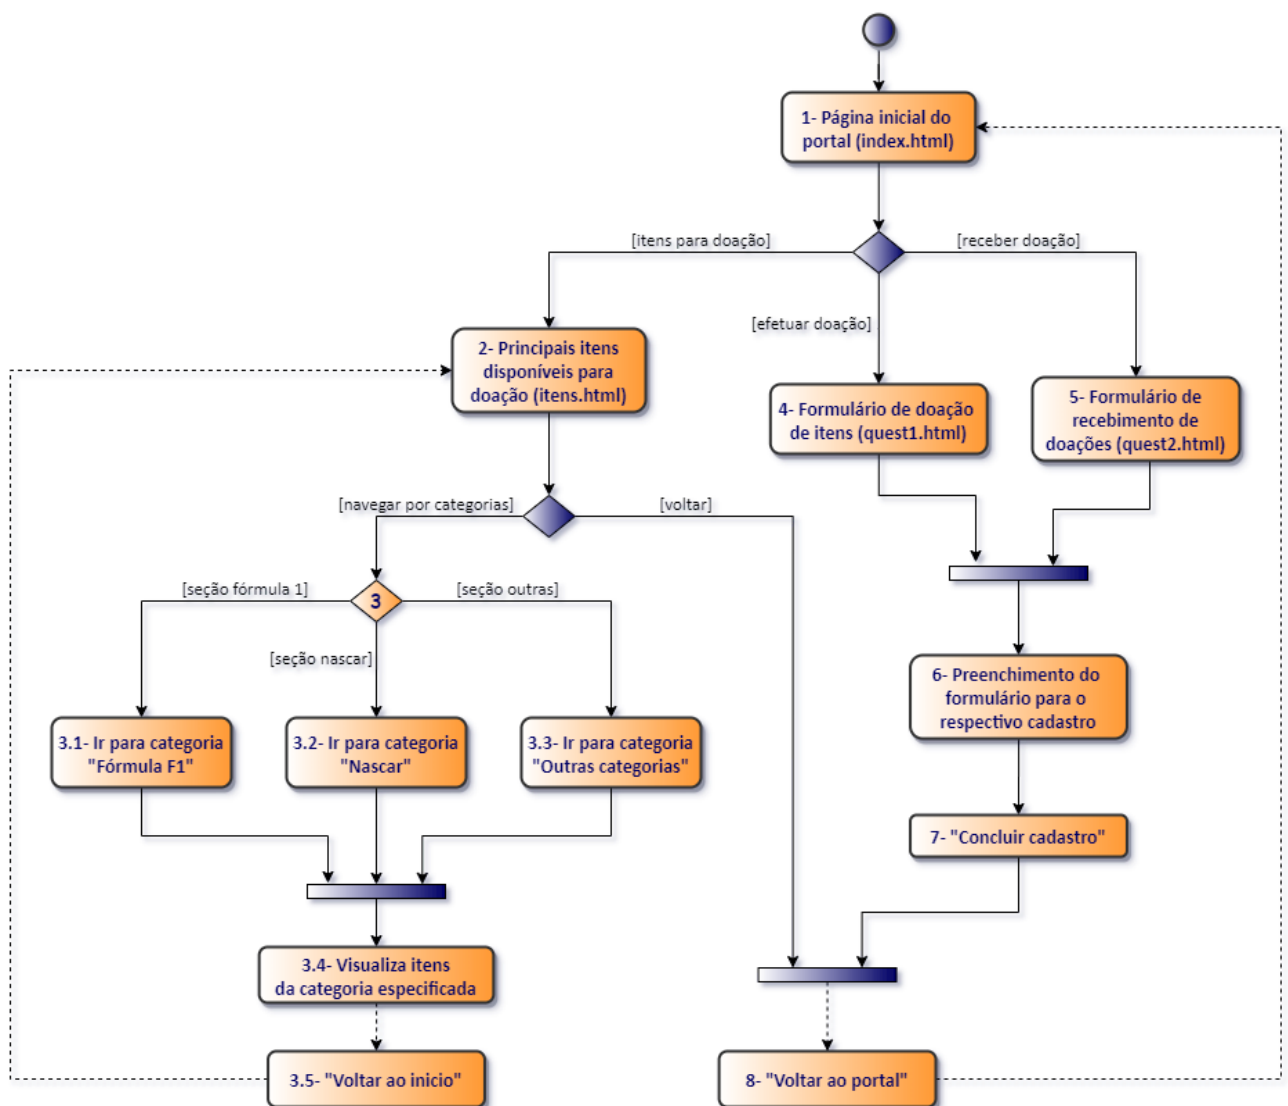 1- Página inicial do
portal (index.html)
[itens para doação]
[receber doação]
[efetuar doação]
2- Principais itens
disponíveis para
doação (itens.html)
4- Formulário de doação
de itens (quest1.html)
5- Formulário de
recebimento de
doações (quest2.html)
[navegar por categorias]
[voltar]
[seção fórmula 1]
3
[seção outras]
[seção nascar]
6- Preenchimento do
formulário para o
respectivo cadastro
3.1- Ir para categoria
"Fórmula F1"
3.2- Ir para categoria
"Nascar"
3.3- Ir para categoria
"Outras categorias"
7- "Concluir cadastro"
3.4- Visualiza itens
da categoria especificada
3.5- "Voltar ao inicio"
8- "Voltar ao portal"